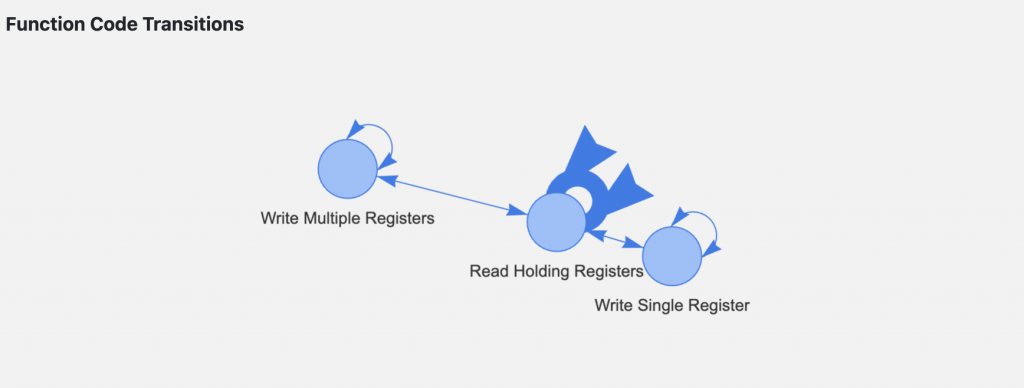 Function Code Transitions
Write Multiple Registers
Read Holding Registers
Write Single Register